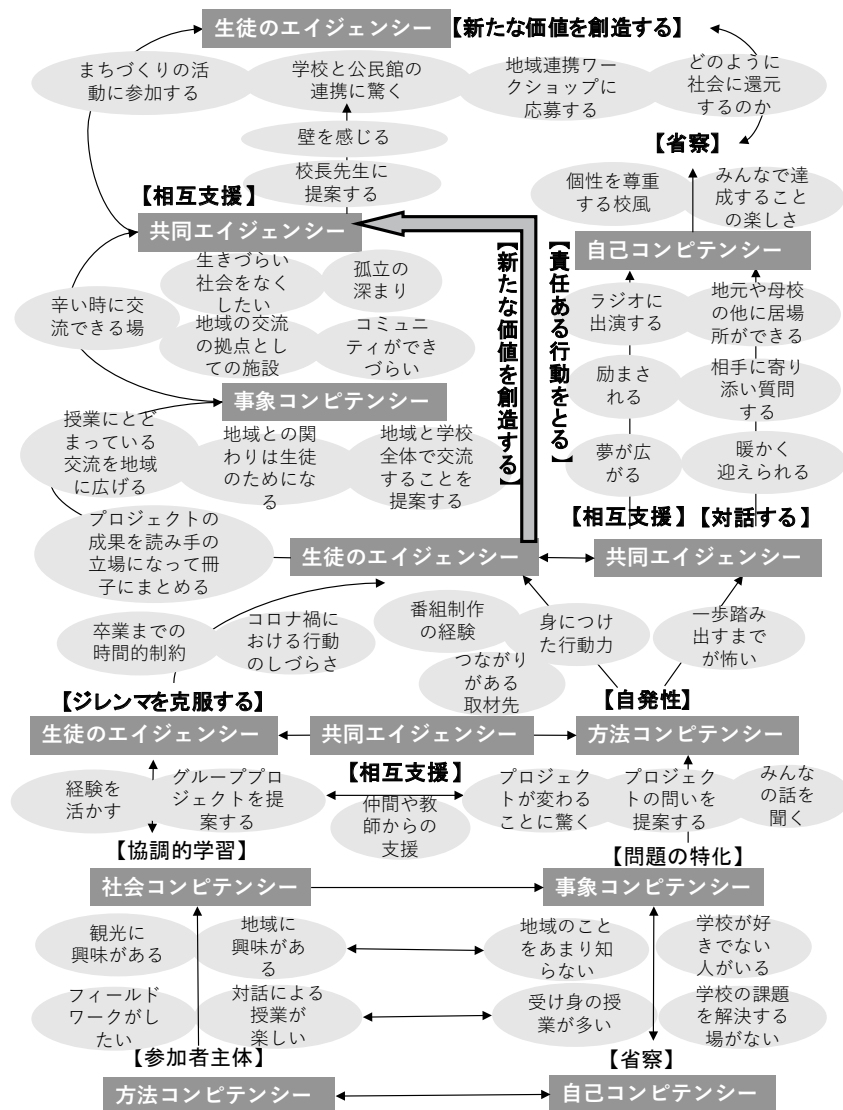 生徒のエイジェンシー【新たな価値を創造する】
まちづくりの活
動に参加する
学校と公民館の
連携に驚く
地域連携ワー
クショップに
応募する
どのように
社会に還元
するのか
壁を感じる
校長先生に
提案する
【省察】
個性を尊重
する校風
みんなで達
成すること
の楽しさ
【相互支援】
共同エイジェンシー
自己コンピテンシー
生きづらい
社会をなく
したい
孤立の
深まり
辛い時に交
流できる場
地域の交流
の拠点とし
ての施設
コミュニ
ティができ
づらい
【新たな価値を創造する】
【責任ある行動をとる】
ラジオに
出演する
地元や母校
の他に居場
所ができる
励まされ
る
相手に寄り
添い質問
する
夢が広
がる
暖かく
迎えられる
事象コンピテンシー
授業にとど
まっている
交流を地域
に広げる
地域との関
わりは生徒
のためにな
る
地域と学校
全体で交流
することを
提案する
【相互支援】【対話する】
プロジェクトの
成果を読み手の
立場になって冊
子にまとめる
生徒のエイジェンシー
共同エイジェンシー
卒業までの
時間的制約
コロナ禍に
おける行動
のしづらさ
番組制作
の経験
身につけ
た行動力
つながり
がある
取材先
一歩踏み
出すまで
が怖い
【ジレンマを克服する】
【自発性】
生徒のエイジェンシー
共同エイジェンシー
方法コンピテンシー
【相互支援】
経験を
活かす
グループプロ
ジェクトを提
案する
仲間や教
師からの
支援
プロジェク
トが変わる
ことに驚く
プロジェク
トの問いを
提案する
みんな
の話を
聞く
【協調的学習】
【問題の特化】
社会コンピテンシー
事象コンピテンシー
観光に
興味がある
地域に
興味があ
る
地域のこと
をあまり知
らない
学校が好
きでない
人がいる
フィールド
ワークがし
たい
対話による
授業が
楽しい
受け身の授
業が多い
学校の課題
を解決する
場がない
【参加者主体】
【省察】
方法コンピテンシー
自己コンピテンシー